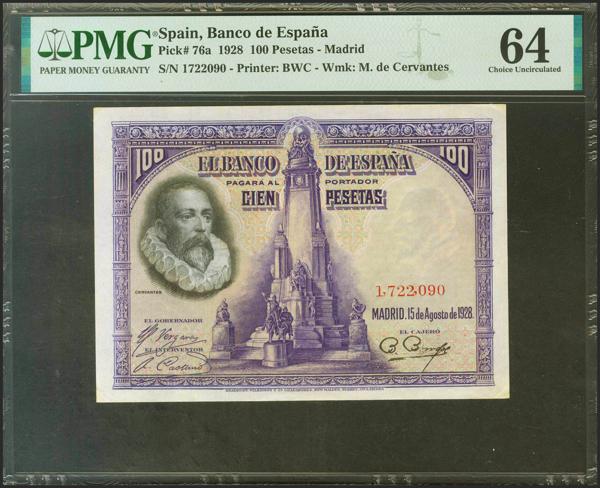 PMG
PAPER MONEY GUARANTY
Spain, Banco de España
Pick# 76a 1928 100 Pesetas - Madrid
S/N 1722090 - Printer: BWC - Wmk: M. de Cervantes
64
Choice Uncirculated
100
100
EL BANCO DE ESPAÑA
PAGARÁ AL PORTADOR
CIEN PESETAS
CERVANTES
1,722,090
MADRID, 15 de Agosto de 1928.
EL GOBERNADOR
EL CAJERO
EL INTERVENTOR